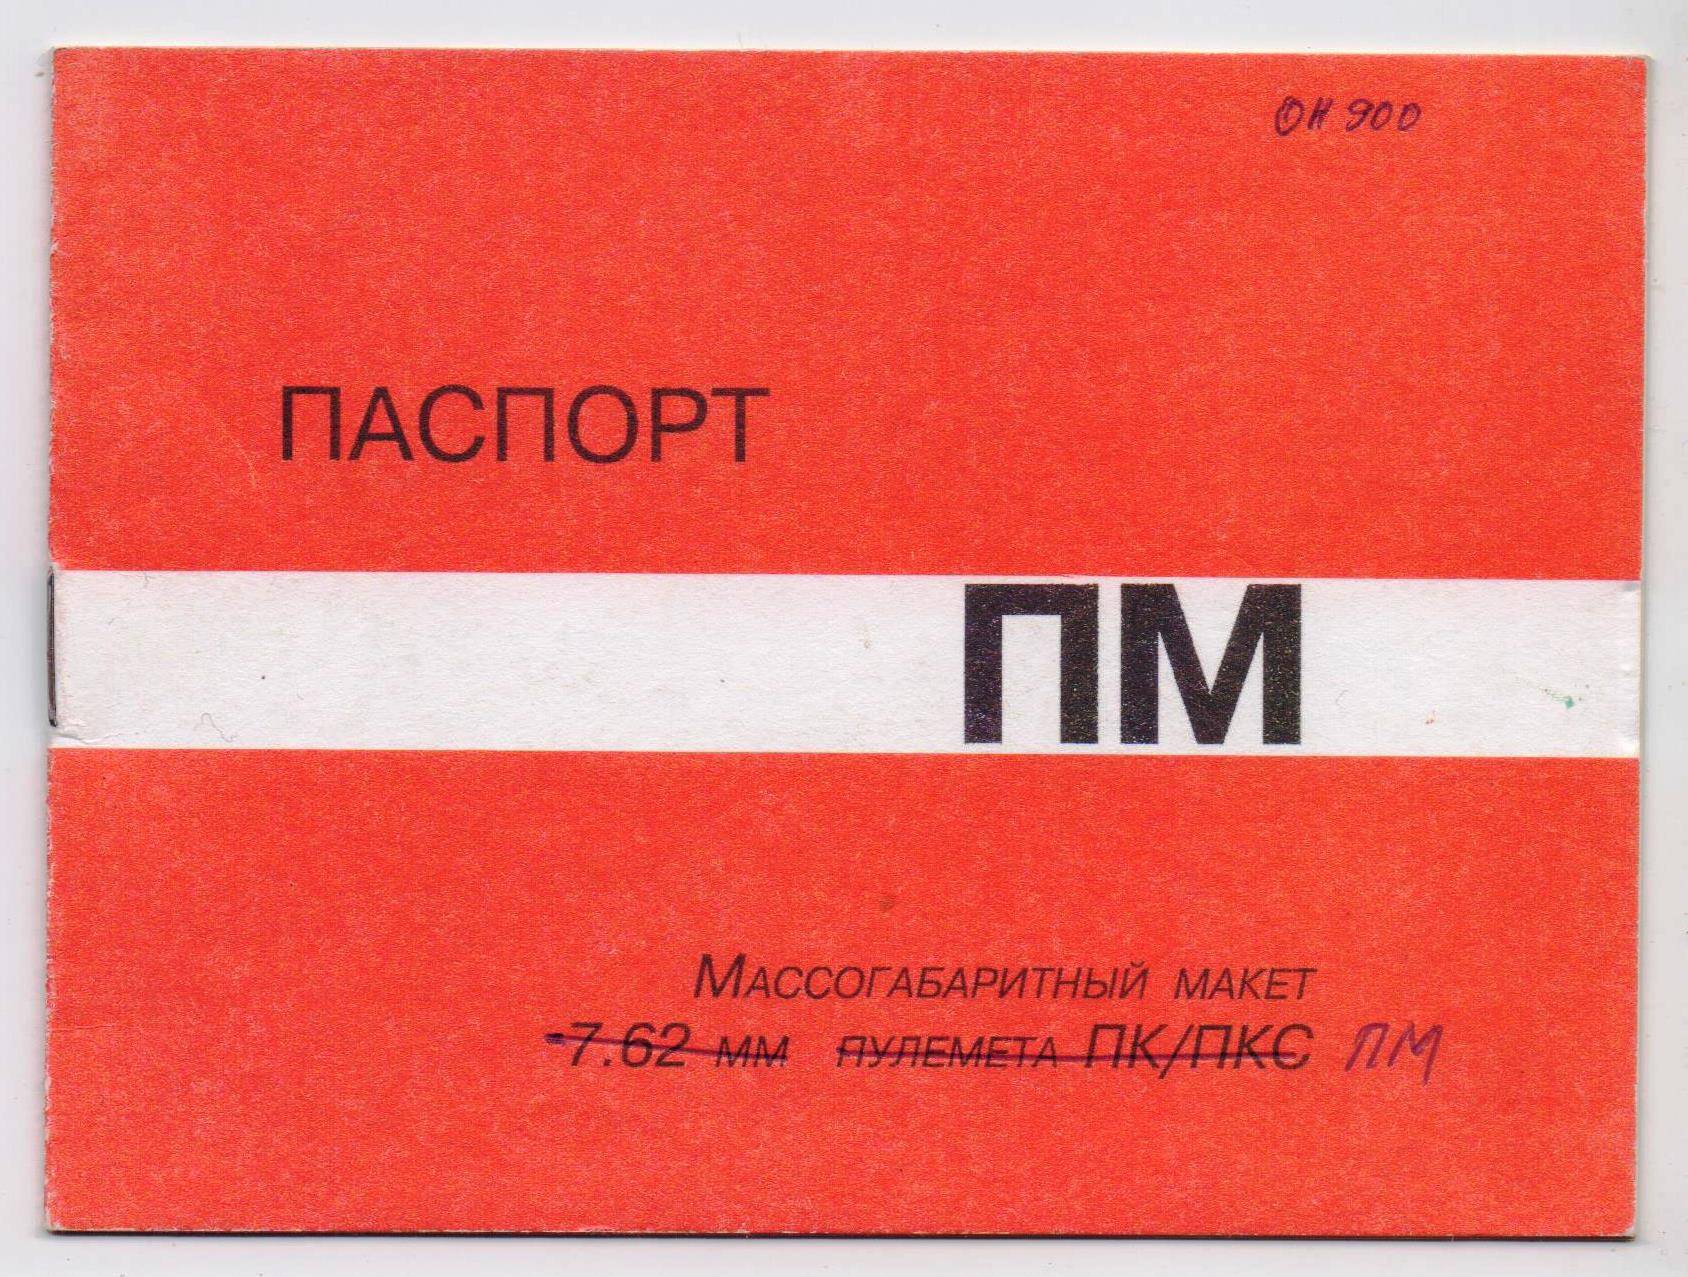 ОН 900
ПАСПОРТ
ПМ
Массогабаритный макет
7.62 мм пулемета ПК/ПКС ПМ